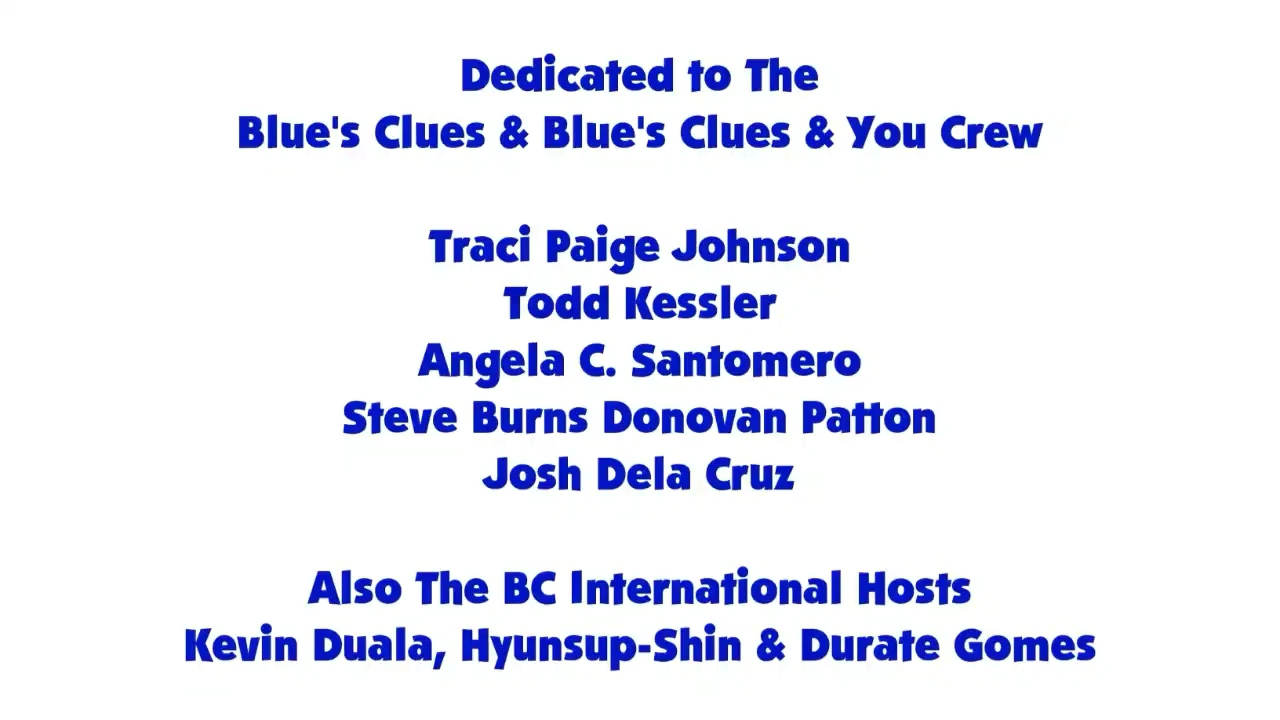 Dedicated to The
Blue's Clues & Blue's Clues & You Crew
Traci Paige Johnson
Todd Kessler
Angela C. Santomero
Steve Burns Donovan Patton
Josh Dela Cruz
Also The BC International Hosts
Kevin Duala, Hyunsup-Shin & Durate Gomes